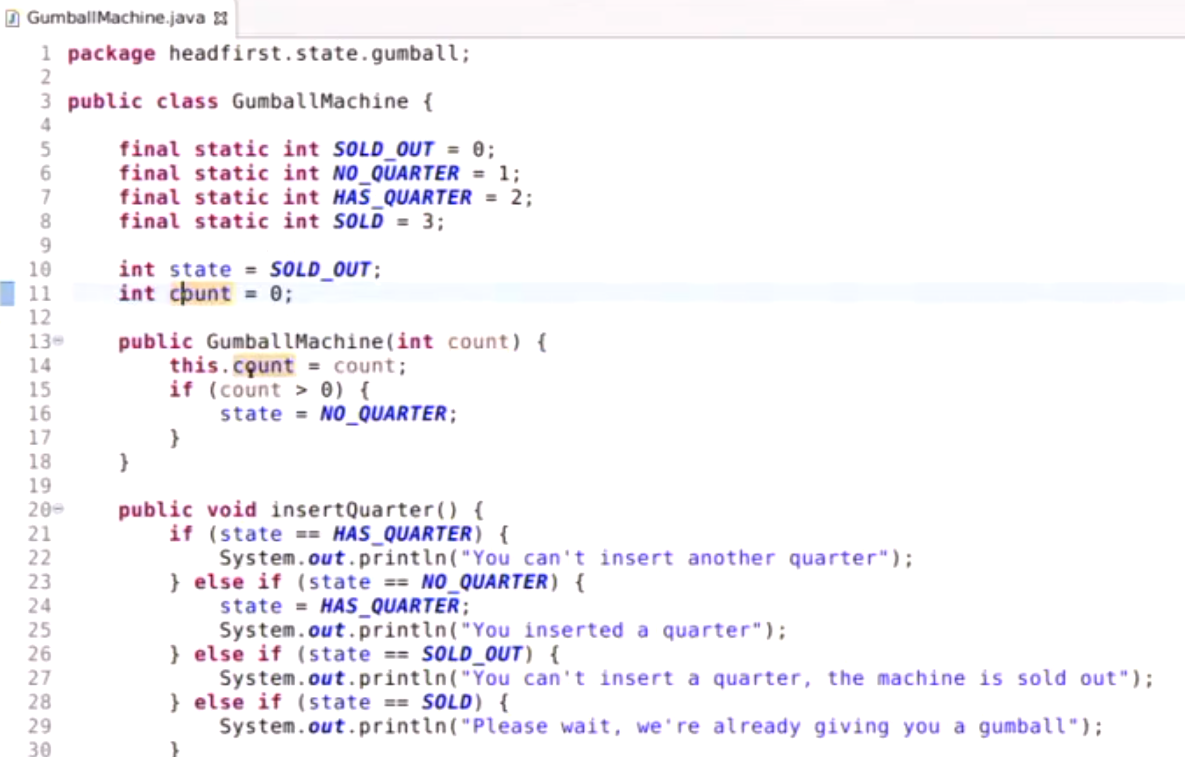 GumballMachine.java
1 package headfirst.state.gumball;
2
3 public class GumballMachine {
4
5     final static int SOLD_OUT = 0;
6     final static int NO_QUARTER = 1;
7     final static int HAS_QUARTER = 2;
8     final static int SOLD = 3;
9
10     int state = SOLD_OUT;
11     int count = 0;
12
13     public GumballMachine(int count) {
14         this.count = count;
15         if (count > 0) {
16             state = NO_QUARTER;
17         }
18     }
19
20     public void insertQuarter() {
21         if (state == HAS_QUARTER) {
22             System.out.println("You can't insert another quarter");
23         } else if (state == NO_QUARTER) {
24             state = HAS_QUARTER;
25             System.out.println("You inserted a quarter");
26         } else if (state == SOLD_OUT) {
27             System.out.println("You can't insert a quarter, the machine is sold out");
28         } else if (state == SOLD) {
29             System.out.println("Please wait, we're already giving you a gumball");
30         }